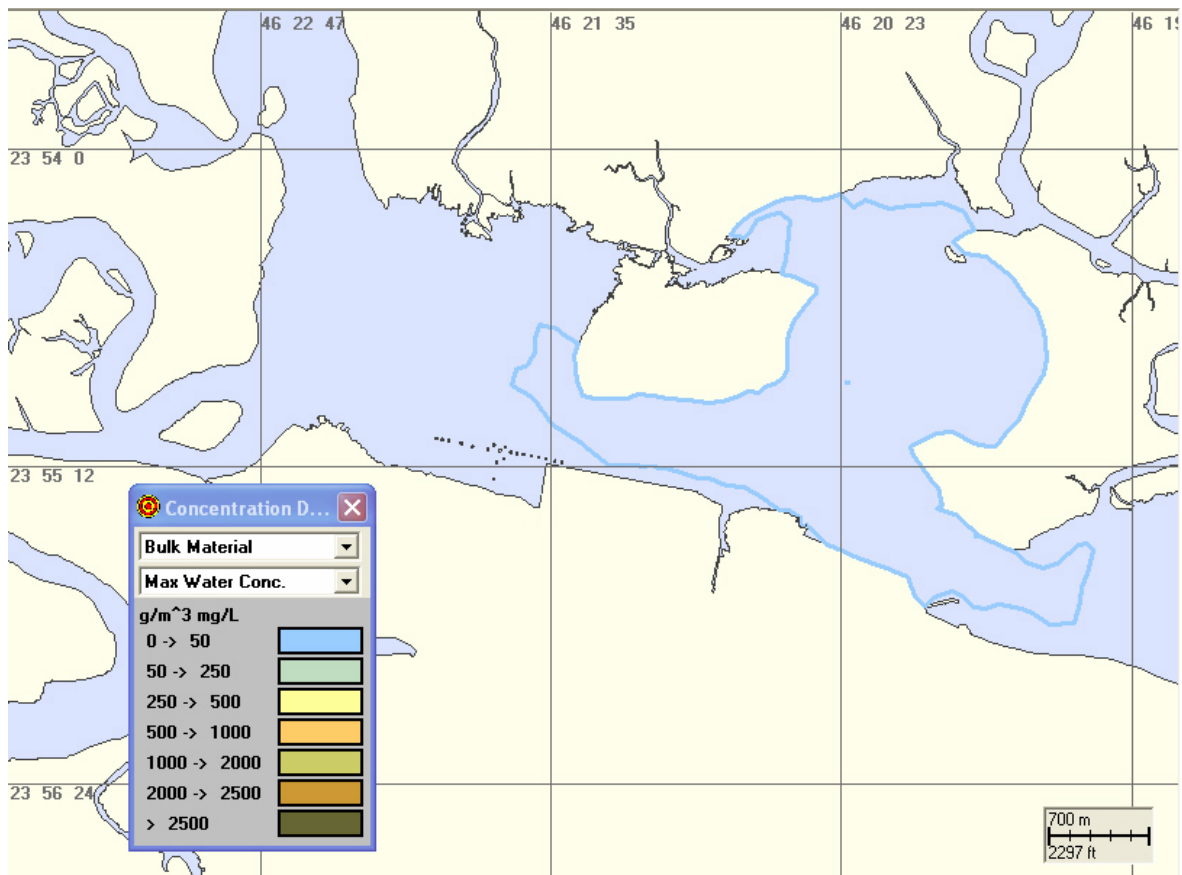 46 22 47
46 21 35
46 20 23
46 19
23 54 0
23 55 12
Concentration D...
Bulk Material
Max Water Conc.
g/m^3 mg/L
0 -> 50
50 -> 250
250 -> 500
500 -> 1000
1000 -> 2000
2000 -> 2500
> 2500
23 56 24
700 m
2297 ft